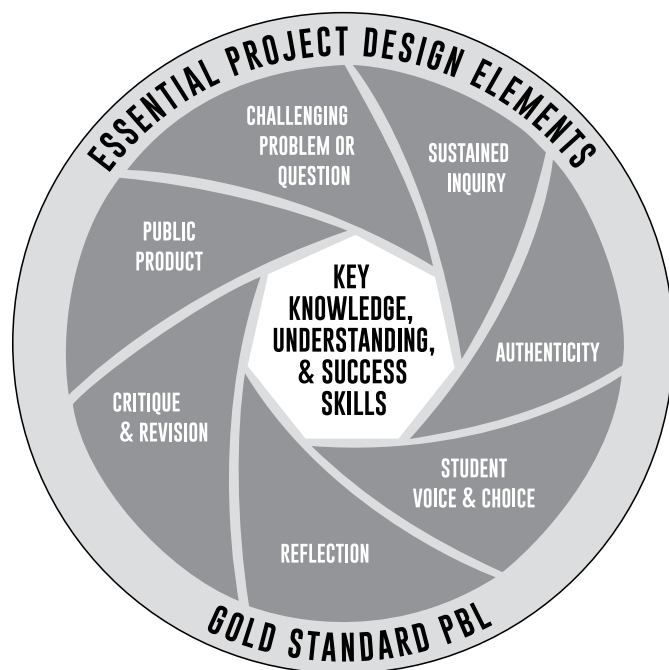 ESSENTIAL PROJECT DESIGN ELEMENTS
CHALLENGING
PROBLEM OR
QUESTION
SUSTAINED
INQUIRY
AUTHENTICITY
STUDENT
VOICE & CHOICE
REFLECTION
CRITIQUE
& REVISION
PUBLIC
PRODUCT
KEY
KNOWLEDGE,
UNDERSTANDING,
& SUCCESS
SKILLS
GOLD STANDARD PBL